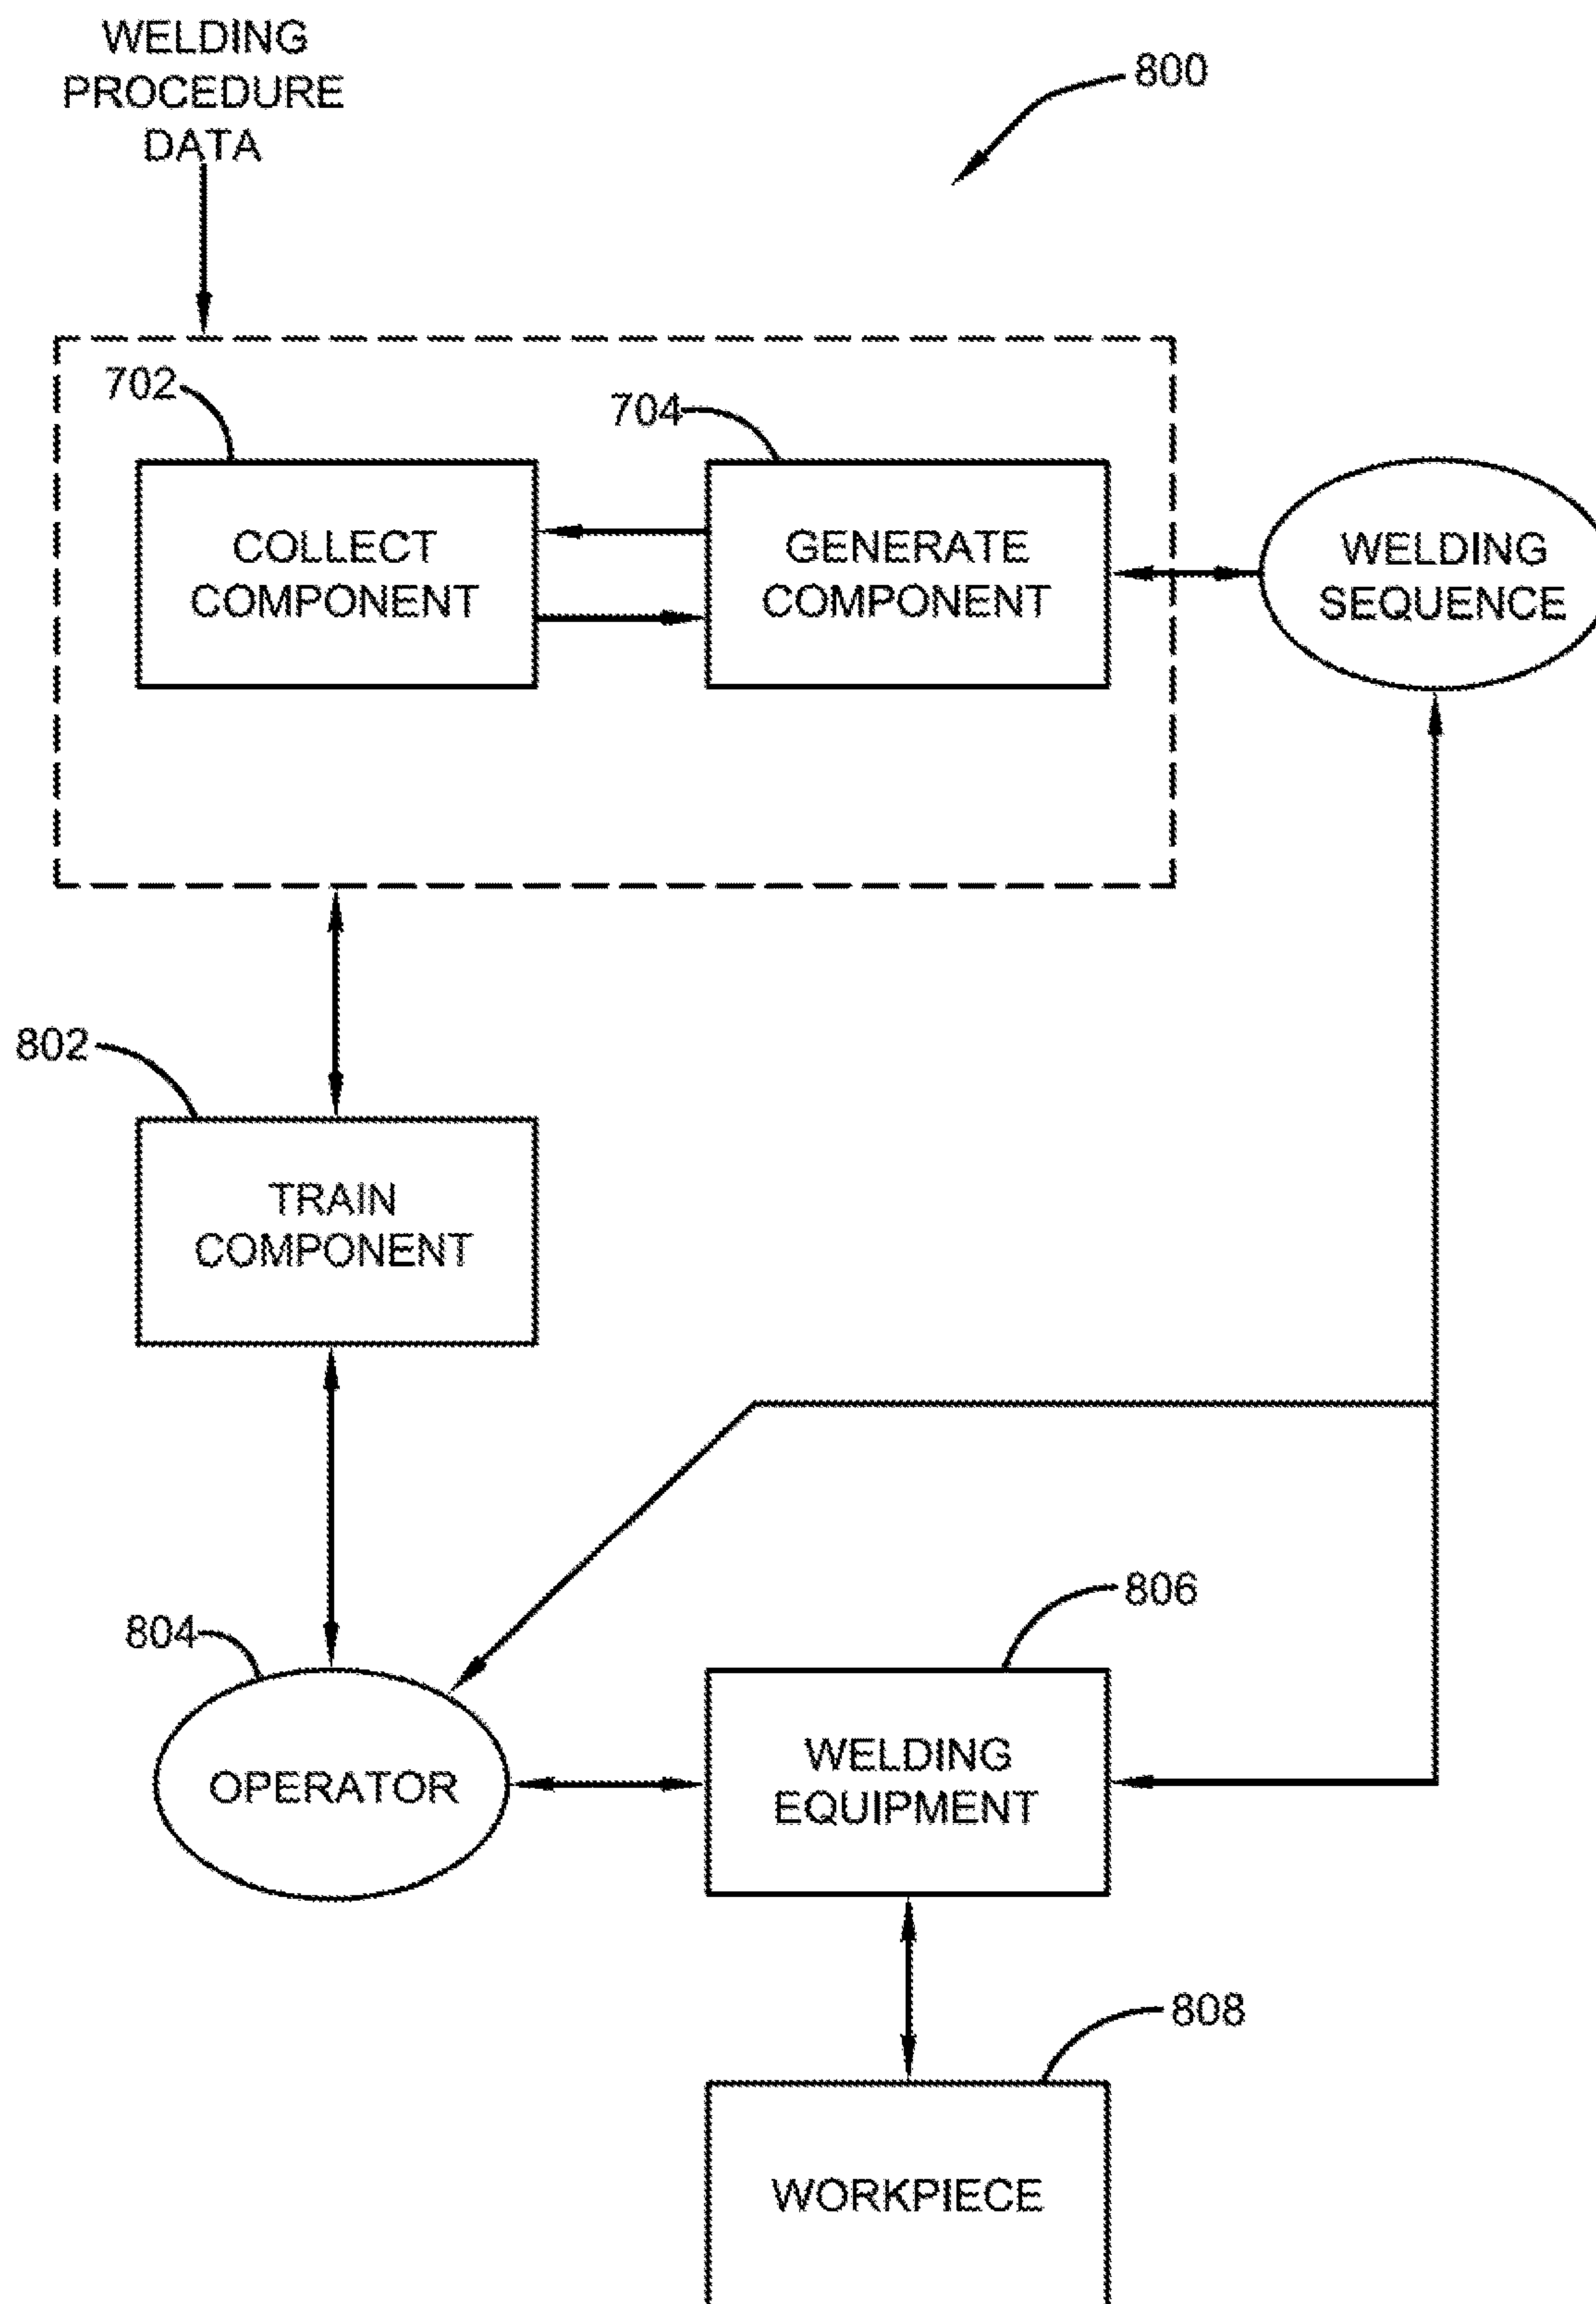 WELDING
PROCEDURE
DATA
800
702
704
COLLECT
COMPONENT
GENERATE
COMPONENT
WELDING
SEQUENCE
802
TRAIN
COMPONENT
804
OPERATOR
806
WELDING
EQUIPMENT
808
WORKPIECE